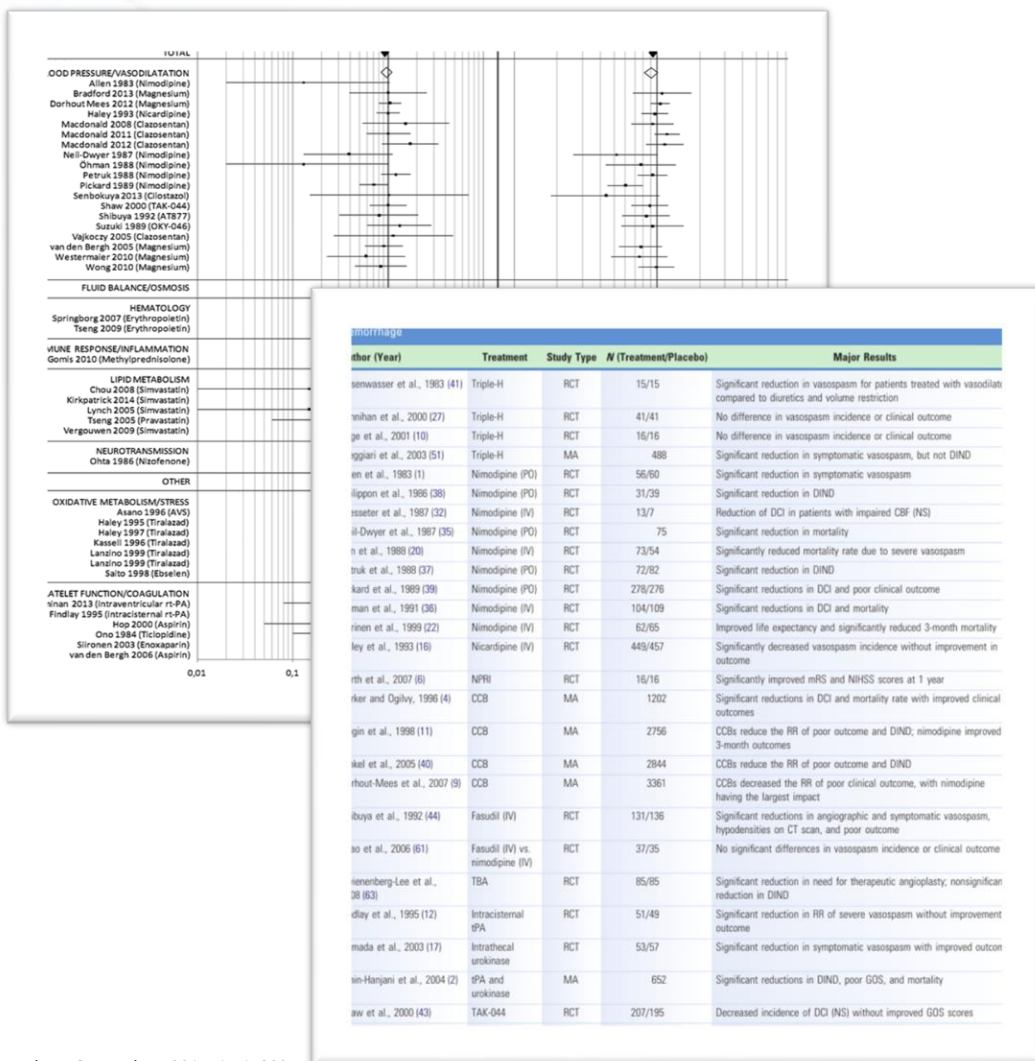 TOTAL
OOD PRESSURE/VASODILATATION
Allen 1983 (Nimodipine)
Bradford 2013 (Magnesium)
Dorhout Mees 2012 (Magnesium)
Haley 1993 (Nicardipine)
Macdonald 2008 (Clazosentan)
Macdonald 2011 (Clazosentan)
Macdonald 2012 (Clazosentan)
Neil-Dwyer 1987 (Nimodipine)
Öhman 1988 (Nimodipine)
Petruk 1988 (Nimodipine)
Pickard 1989 (Nimodipine)
Senbokuya 2013 (Cilostazol)
Shaw 2000 (TAK-044)
Shibuya 1992 (AT877)
Suzuki 1989 (OKY-046)
Vajkoczy 2005 (Clazosentan)
van den Bergh 2005 (Magnesium)
Westermaier 2010 (Magnesium)
Wong 2010 (Magnesium)
FLUID BALANCE/OSMOSIS
HEMATOLOGY
Springborg 2007 (Erythropoietin)
Tseng 2009 (Erythropoietin)
MUNE RESPONSE/INFLAMMATION
Gomis 2010 (Methylprednisolone)
LIPID METABOLISM
Chou 2008 (Simvastatin)
Kirkpatrick 2014 (Simvastatin)
Lynch 2005 (Simvastatin)
Tseng 2005 (Pravastatin)
Vergouwen 2009 (Simvastatin)
NEUROTRANSMISSION
Ohta 1986 (Nizofenone)
OTHER
OXIDATIVE METABOLISM/STRESS
Asano 1996 (AVS)
Haley 1995 (Tiralazad)
Haley 1997 (Tiralazad)
Kassell 1996 (Tirilazad)
Lanzino 1999 (Tiralazad)
Lanzino 1999 (Tiralazad)
Saito 1998 (Ebselen)
ATELET FUNCTION/COAGULATION
inan 2013 (Intraventricular rt-PA)
Findlay 1995 (Intracisternal rt-PA)
Hop 2000 (Aspirin)
Ono 1984 (Ticlopidine)
Siironen 2003 (Enoxaparin)
van den Bergh 2006 (Aspirin)
0,01 0,1
emorrhage
thor (Year) Treatment Study Type N (Treatment/Placebo) Major Results
senwasser et al., 1983 (41) Triple-H RCT 15/15 Significant reduction in vasospasm for patients treated with vasodilat
compared to diuretics and volume restriction
nnihan et al., 2000 (27) Triple-H RCT 41/41 No difference in vasospasm incidence or clinical outcome
ge et al., 2001 (10) Triple-H RCT 16/16 No difference in vasospasm incidence or clinical outcome
eggiari et al., 2003 (51) Triple-H MA 488 Significant reduction in symptomatic vasospasm, but not DIND
en et al., 1983 (1) Nimodipine (PO) RCT 56/60 Significant reduction in symptomatic vasospasm
ilippon et al., 1986 (38) Nimodipine (PO) RCT 31/39 Significant reduction in DIND
esseter et al., 1987 (32) Nimodipine (IV) RCT 13/7 Reduction of DCI in patients with impaired CBF (NS)
il-Dwyer et al., 1987 (35) Nimodipine (PO) RCT 75 Significant reduction in mortality
n et al., 1988 (20) Nimodipine (IV) RCT 73/54 Significantly reduced mortality rate due to severe vasospasm
truk et al., 1988 (37) Nimodipine (PO) RCT 72/82 Significant reduction in DIND
kard et al., 1989 (39) Nimodipine (PO) RCT 278/276 Significant reductions in DCI and poor clinical outcome
man et al., 1991 (36) Nimodipine (IV) RCT 104/109 Significant reductions in DCI and mortality
rinen et al., 1999 (22) Nimodipine (IV) RCT 62/65 Improved life expectancy and significantly reduced 3-month mortality
ley et al., 1993 (16) Nicardipine (IV) RCT 449/457 Significantly decreased vasospasm incidence without improvement in
outcome
rth et al., 2007 (6) NPRI RCT 16/16 Significantly improved mRS and NIHSS scores at 1 year
rker and Ogilvy, 1996 (4) CCB MA 1202 Significant reductions in DCI and mortality rate with improved clinical
outcomes
gin et al., 1998 (11) CCB MA 2756 CCBs reduce the RR of poor outcome and DIND; nimodipine improved
3-month outcomes
kel et al., 2005 (40) CCB MA 2844 CCBs reduce the RR of poor outcome and DIND
rhout-Mees et al., 2007 (9) CCB MA 3361 CCBs decreased the RR of poor clinical outcome, with nimodipine
having the largest impact
ibuya et al., 1992 (44) Fasudil (IV) RCT 131/136 Significant reductions in angiographic and symptomatic vasospasm,
hypodensities on CT scan, and poor outcome
ao et al., 2006 (61) Fasudil (IV) vs. RCT 37/35 No significant differences in vasospasm incidence or clinical outcome
nimodipine (IV)
ienenberg-Lee et al., TBA RCT 85/85 Significant reduction in need for therapeutic angioplasty; nonsignifican
08 (63) reduction in DIND
dlay et al., 1995 (12) Intracisternal RCT 51/49 Significant reduction in RR of severe vasospasm without improvement
tPA outcome
mada et al., 2003 (17) Intrathecal RCT 53/57 Significant reduction in symptomatic vasospasm with improved outcon
urokinase
nin-Hanjani et al., 2004 (2) tPA and MA 652 Significant reductions in DIND, poor GOS, and mortality
urokinase
aw et al., 2000 (43) TAK-044 RCT 207/195 Decreased incidence of DCI (NS) without improved GOS scores